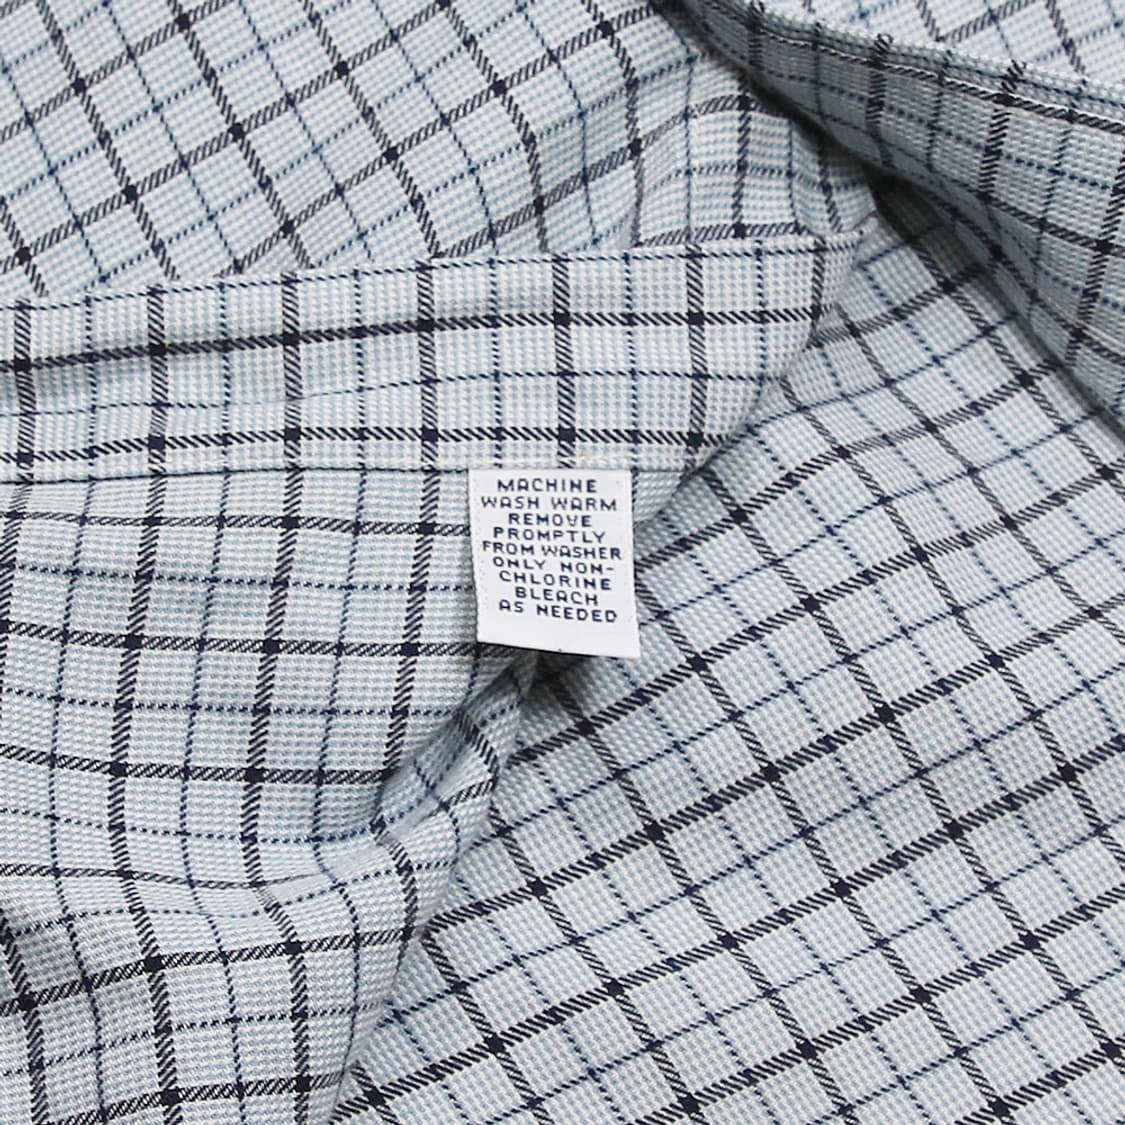 MACHINE
WASH WARM
REMOVE
PROMPTLY
FROM WASHER
ONLY NON-
CHLORINE
BLEACH
AS NEEDED